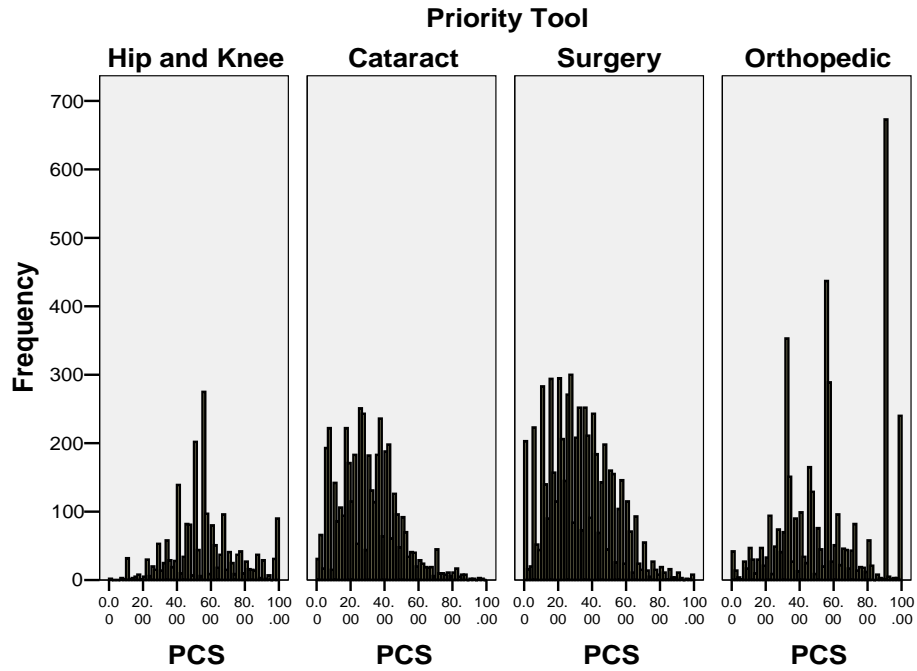 Priority Tool
Hip and Knee Cataract Surgery Orthopedic
700
600
500
400
300
200
100
0
Frequency
0.0 20. 40. 60. 80. 100 0.0 20. 40. 60. 80. 100 0.0 20. 40. 60. 80. 100 0.0 20. 40. 60. 80. 100
0 00 00 00 00 .00 0 00 00 00 00 .00 0 00 00 00 00 .00 0 00 00 00 00 .00
PCS PCS PCS PCS